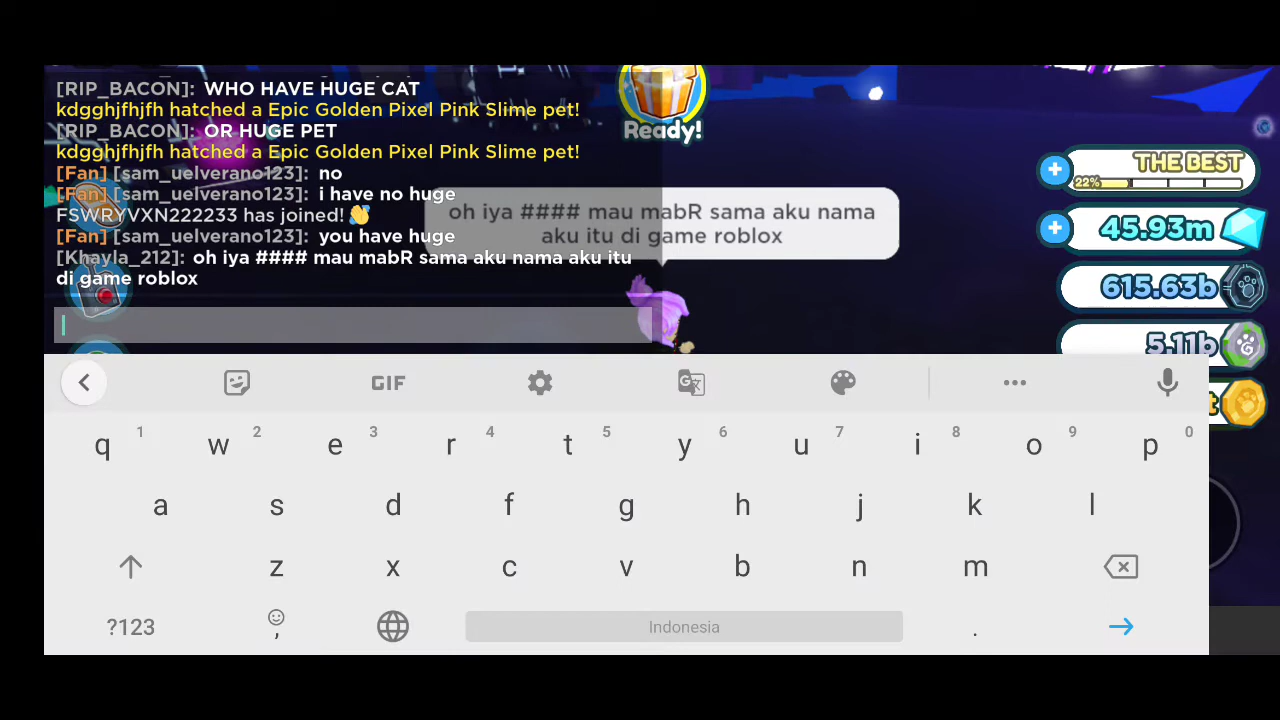 [RIP_BACON]: WHO HAVE HUGE CAT
kdgghjfhjfh hatched a Epic Golden Pixel Pink Slime pet!
[RIP_BACON]: OR HUGE PET
kdgghjfhjfh hatched a Epic Golden Pixel Pink Slime pet!
[Fan] [sam_uelverano123]: no
[Fan] [sam_uelverano123]: i have no huge
FSWRYVXN222233 has joined! 👋
[Fan] [sam_uelverano123]: you have huge
[Khayla_212]: oh iya #### mau mabR sama aku nama aku itu
di game roblox
Ready!
oh iya #### mau mabR sama aku nama
aku itu di game roblox
THE BEST
22%
45.93m
615.63b
5.11b
t
GIF
q 1 w 2 e 3 r 4 t 5 y 6 u 7 i 8 o 9 p 0
a s d f g h j k l
z x c v b n m
?123 , Indonesia .